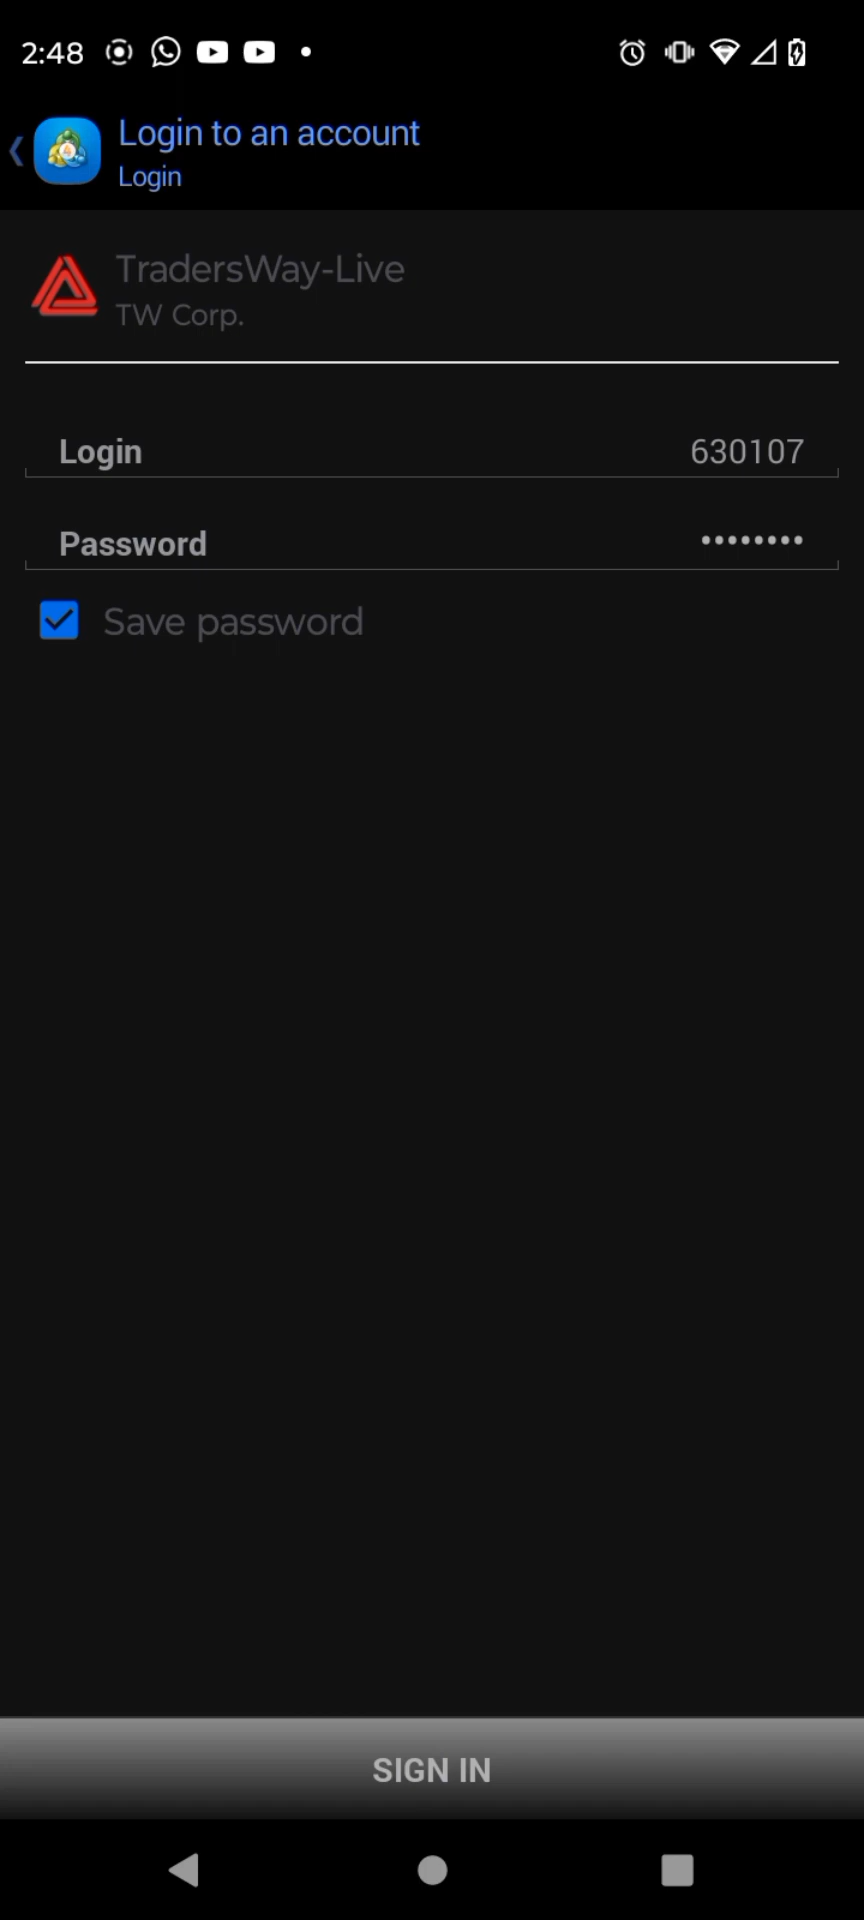 2:48
Login to an account
Login
TradersWay-Live
TW Corp.
Login 630107
Password ••••••••
Save password
SIGN IN